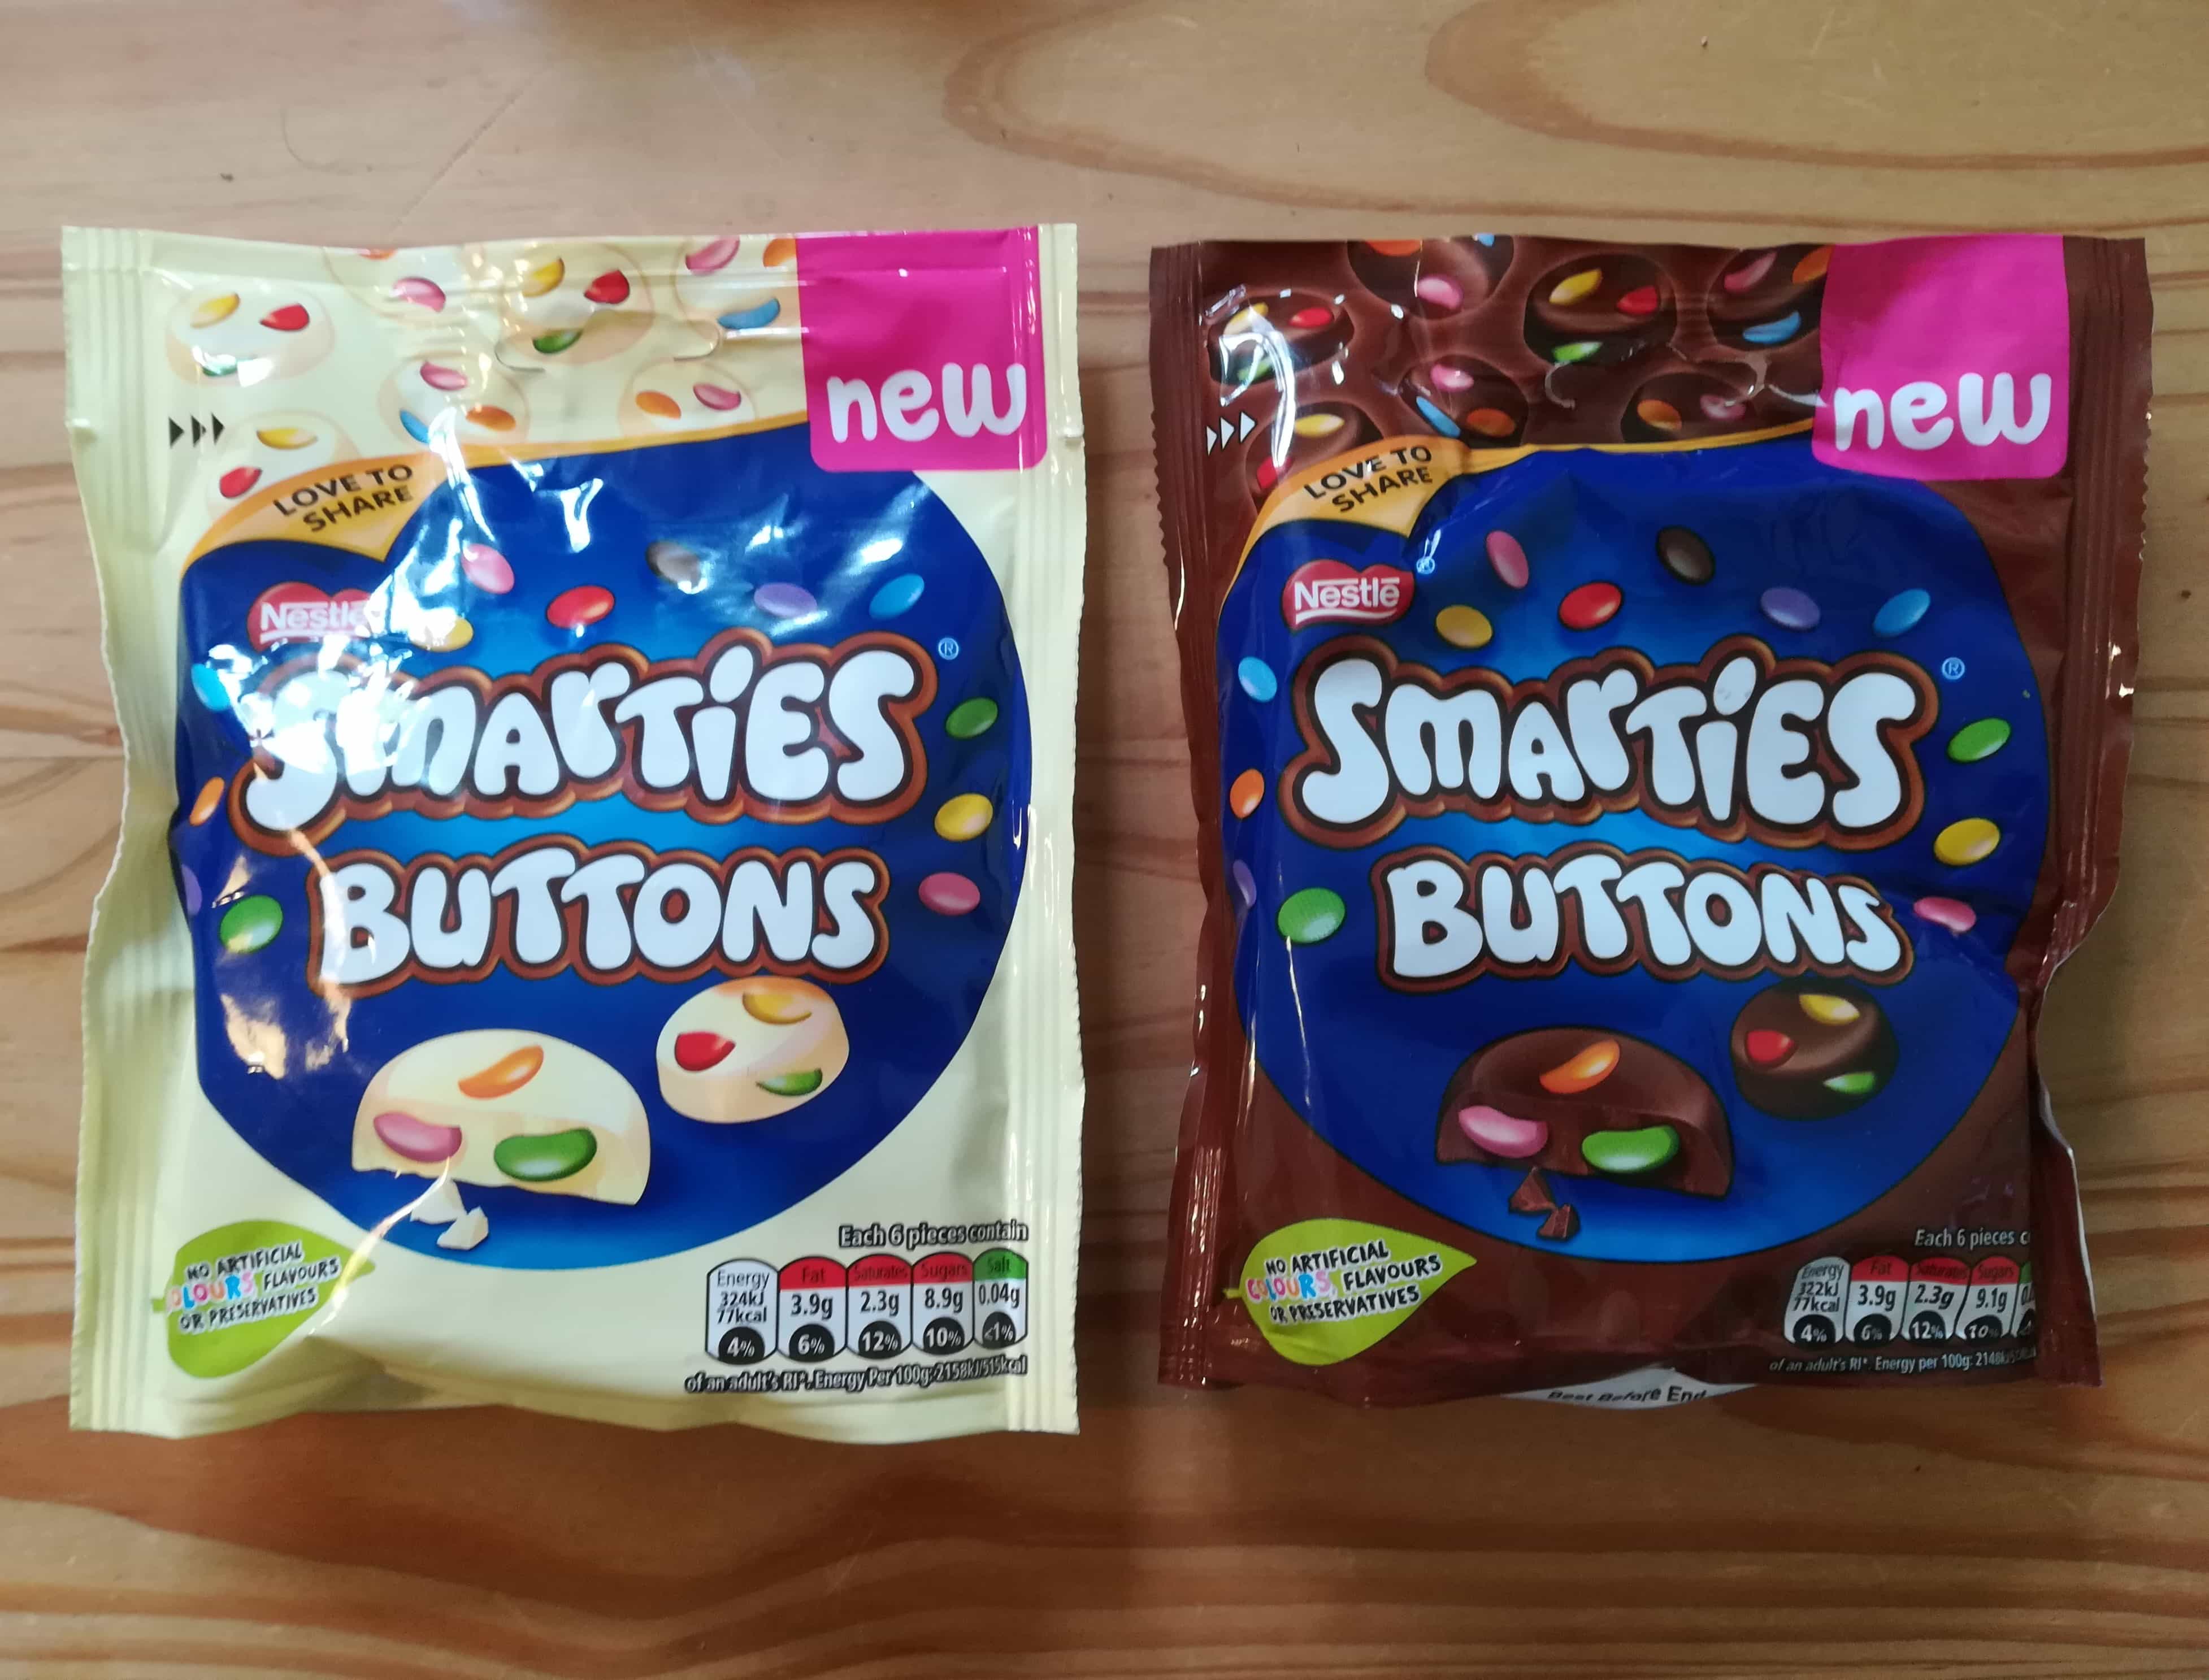 new
LOVE TO
SHARE
Nestlé
SMARTIES®
BUTTONS
NO ARTIFICIAL
COLOURS, FLAVOURS
OR PRESERVATIVES
Each 6 pieces contain
Energy Fat Saturates Sugars Salt
324kJ
77kcal 3.9g 2.3g 8.9g 0.04g
4% 6% 12% 10% <1%
of an adult's RI*. Energy Per 100g: 2158kJ/515kcal
new
LOVE TO
SHARE
Nestlé
SMARTIES®
BUTTONS
NO ARTIFICIAL
COLOURS, FLAVOURS
OR PRESERVATIVES
Each 6 pieces
Energy Fat Saturates Sugars
322kJ
77kcal 3.9g 2.3g 9.1g
4% 6% 12% 10
of an adult's RI*. Energy per 100g:
Best Before End